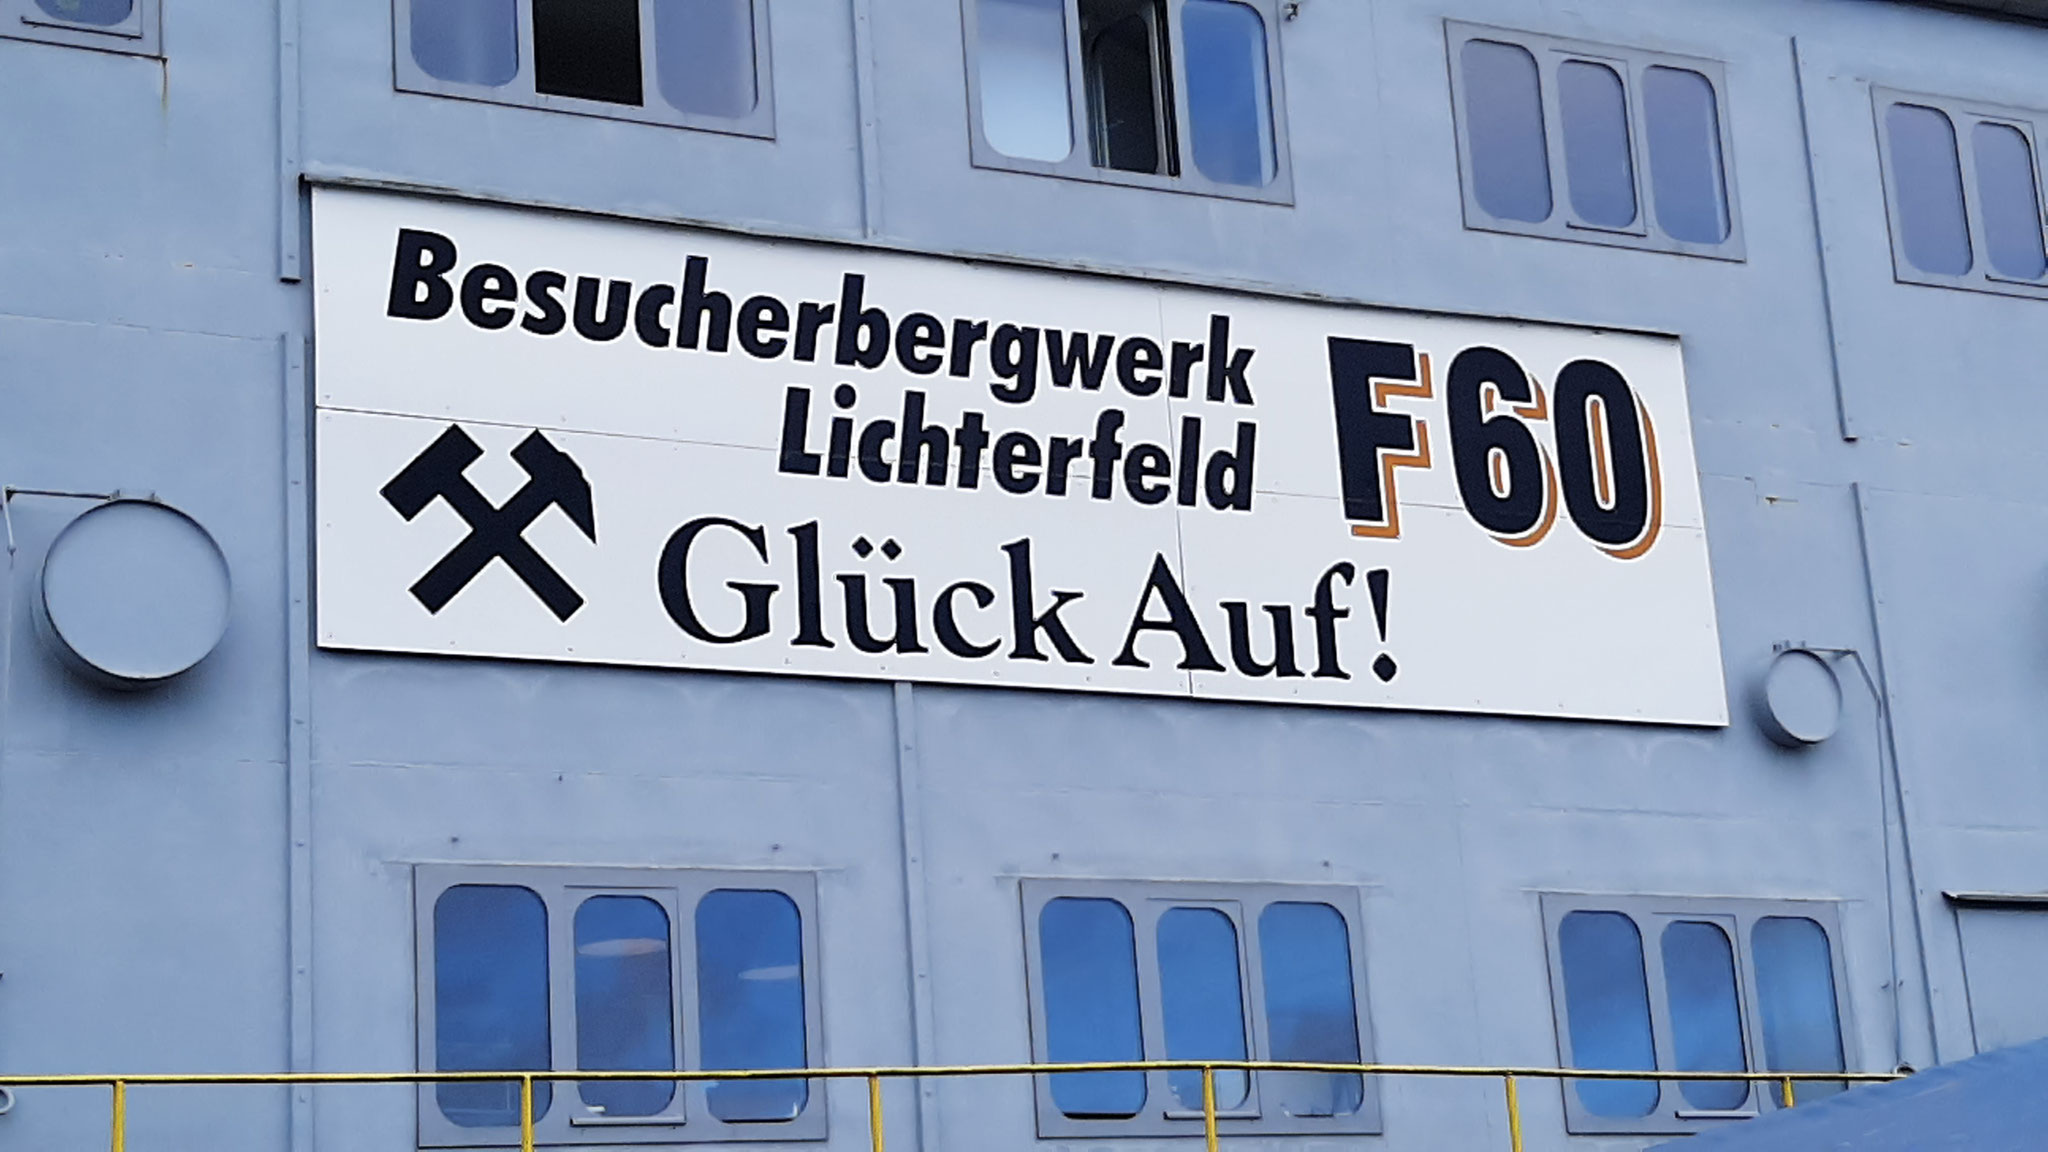 Besucherbergwerk
Lichterfeld
F60
Glück Auf!